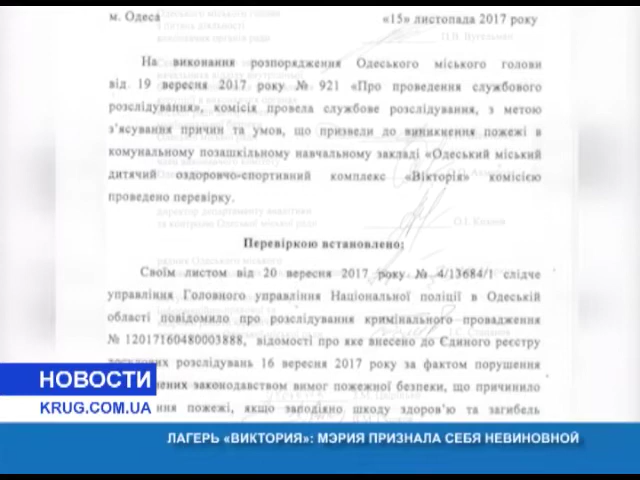 м. Одеса «15» листопада 2017 року
На виконання розпорядження Одеського міського голови
від 19 вересня 2017 року № 921 «Про проведення службового
розслідування», комісія провела службове розслідування, з метою
з’ясування причин та умов, що призвели до виникнення пожежі в
комунальному позашкільному навчальному закладі «Одеський міський
дитячий оздоровчо-спортивний комплекс «Вікторія» комісією
проведено перевірку.
Перевіркою встановлено:
Своїм листом від 20 вересня 2017 року № 4/13684/1 слідче
управління Головного управління Національної поліції в Одеській
області повідомило про розслідування кримінального провадження
№ 12017160480003888, відомості про яке внесено до Єдиного реєстру
розслідувань 16 вересня 2017 року за фактом порушення
законодавством вимог пожежної безпеки, що причинило
пожежі, якщо заподіяно шкоду здоров’ю та загибель
НОВОСТИ
KRUG.COM.UA
ЛАГЕРЬ «ВИКТОРИЯ»: МЭРИЯ ПРИЗНАЛА СЕБЯ НЕВИНОВНОЙ